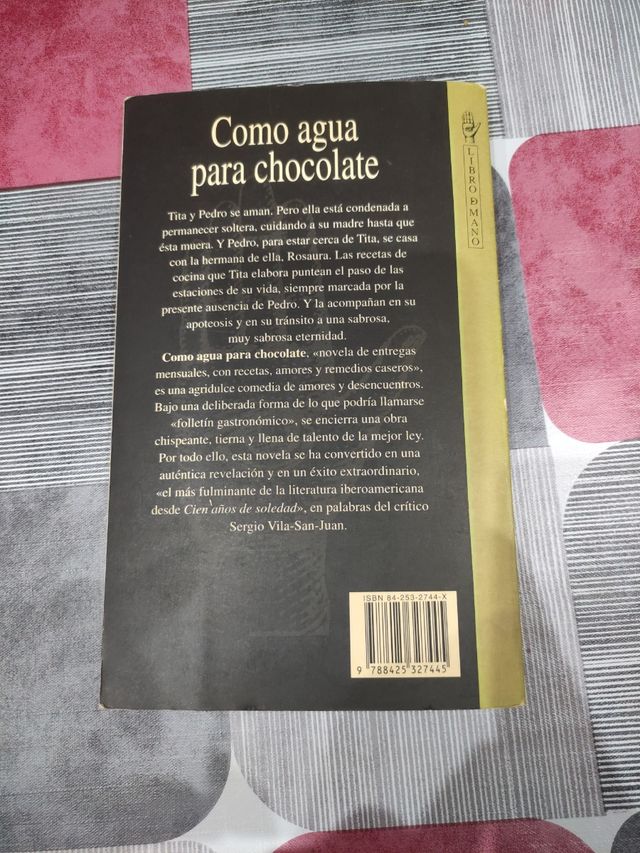 Como agua
para chocolate
Tita y Pedro se aman. Pero ella está condenada a
permanecer soltera, cuidando a su madre hasta que
ésta muera. Y Pedro, para estar cerca de Tita, se casa
con la hermana de ella, Rosaura. Las recetas de
cocina que Tita elabora puntean el paso de las
estaciones de su vida, siempre marcada por la
presente ausencia de Pedro. Y la acompañan en su
apoteosis y en su tránsito a una sabrosa,
muy sabrosa eternidad.
Como agua para chocolate, «novela de entregas
mensuales, con recetas, amores y remedios caseros»,
es una agridulce comedia de amores y desencuentros.
Bajo una deliberada forma de lo que podría llamarse
«folletín gastronómico», se encierra una obra
chispeante, tierna y llena de talento de la mejor ley.
Por todo ello, esta novela se ha convertido en una
auténtica revelación y en un éxito extraordinario,
«el más fulminante de la literatura iberoamericana
desde Cien años de soledad», en palabras del crítico
Sergio Vila-San-Juan.
LIBRO DE MANO
ISBN 84-253-2744-X
9 788425 327445